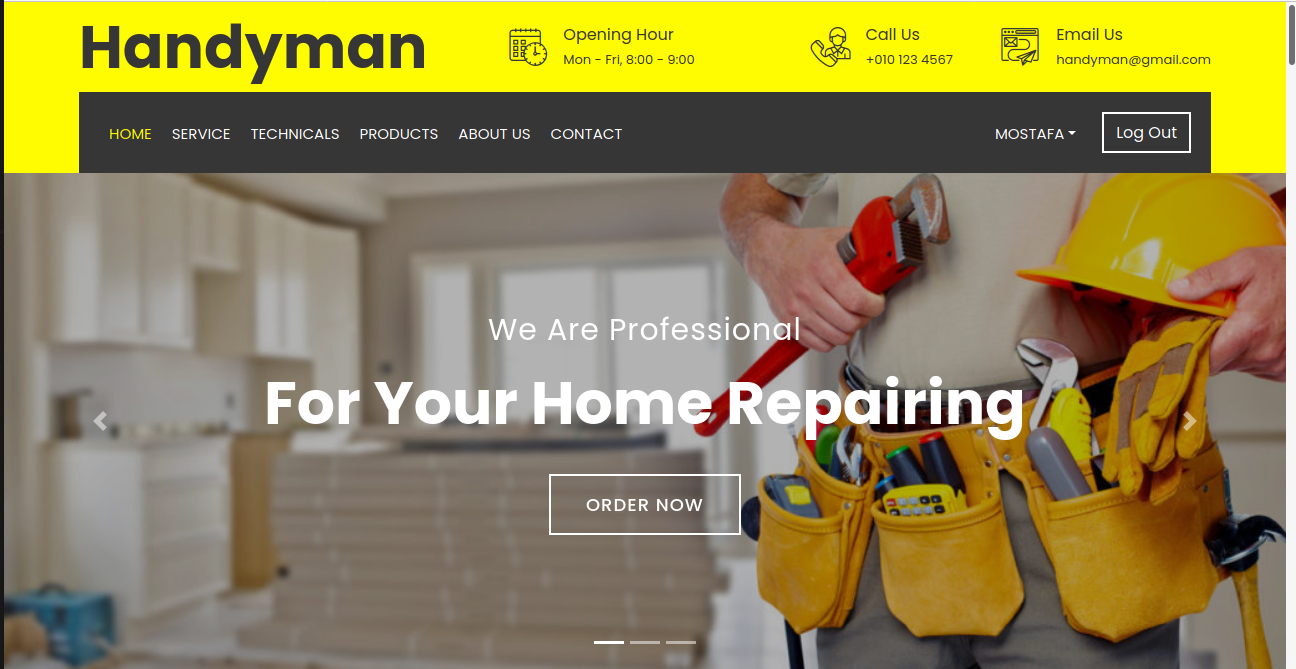 Handyman
Opening Hour
Mon - Fri, 8:00 - 9:00
Call Us
+010 123 4567
Email Us
handyman@gmail.com
HOME SERVICE TECHNICALS PRODUCTS ABOUT US CONTACT MOSTAFA Log Out
We Are Professional
For Your Home Repairing
ORDER NOW